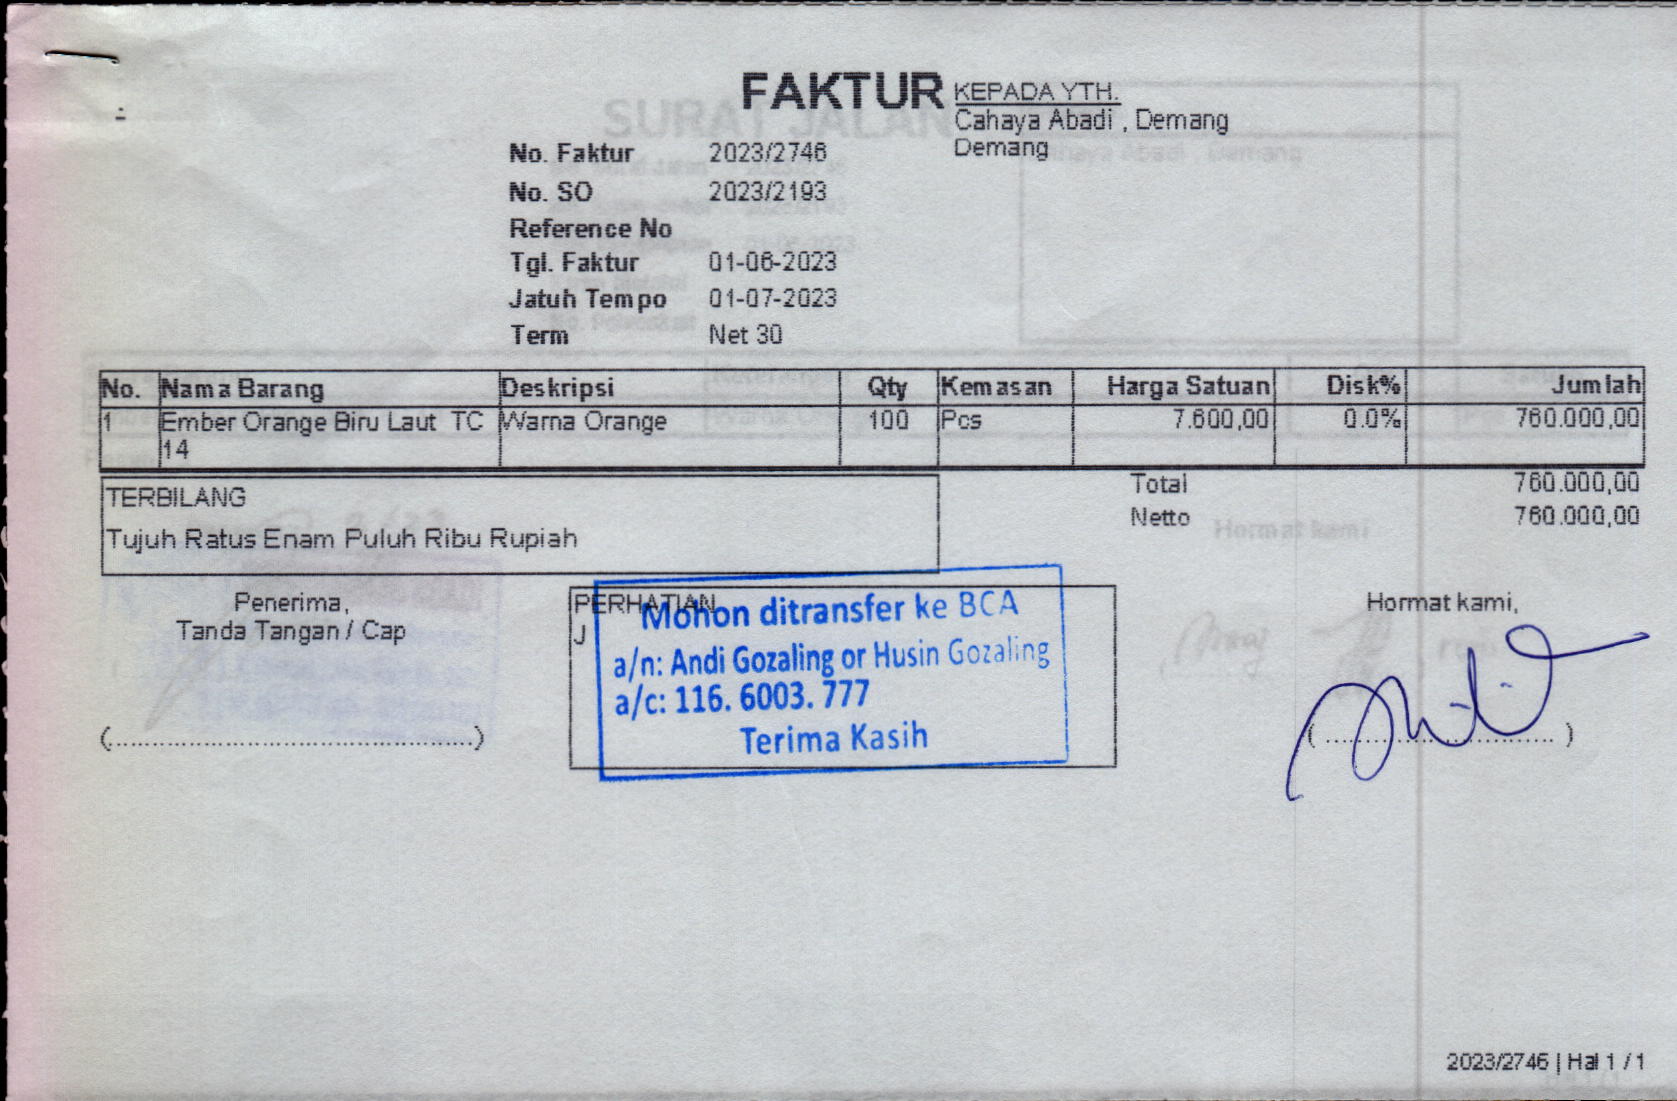 FAKTUR
KEPADA YTH.
Cahaya Abadi , Demang
Demang
No. Faktur 2023/2746
No. SO 2023/2193
Reference No
Tgl. Faktur 01-06-2023
Jatuh Tempo 01-07-2023
Term Net 30
No. Nama Barang Deskripsi Qty Kemasan Harga Satuan Disk% Jumlah
1 Ember Orange Biru Laut TC 14 Warna Orange 100 Pcs 7.600,00 0.0% 760.000,00
Total 760.000,00
Netto 760.000,00
TERBILANG
Tujuh Ratus Enam Puluh Ribu Rupiah
Penerima,
Tanda Tangan / Cap
(............................................)
PERHATIAN
J
Mohon ditransfer ke BCA
a/n: Andi Gozaling or Husin Gozaling
a/c: 116. 6003. 777
Terima Kasih
Hormat kami,
( ............................ )
2023/2746 | Hal 1 / 1